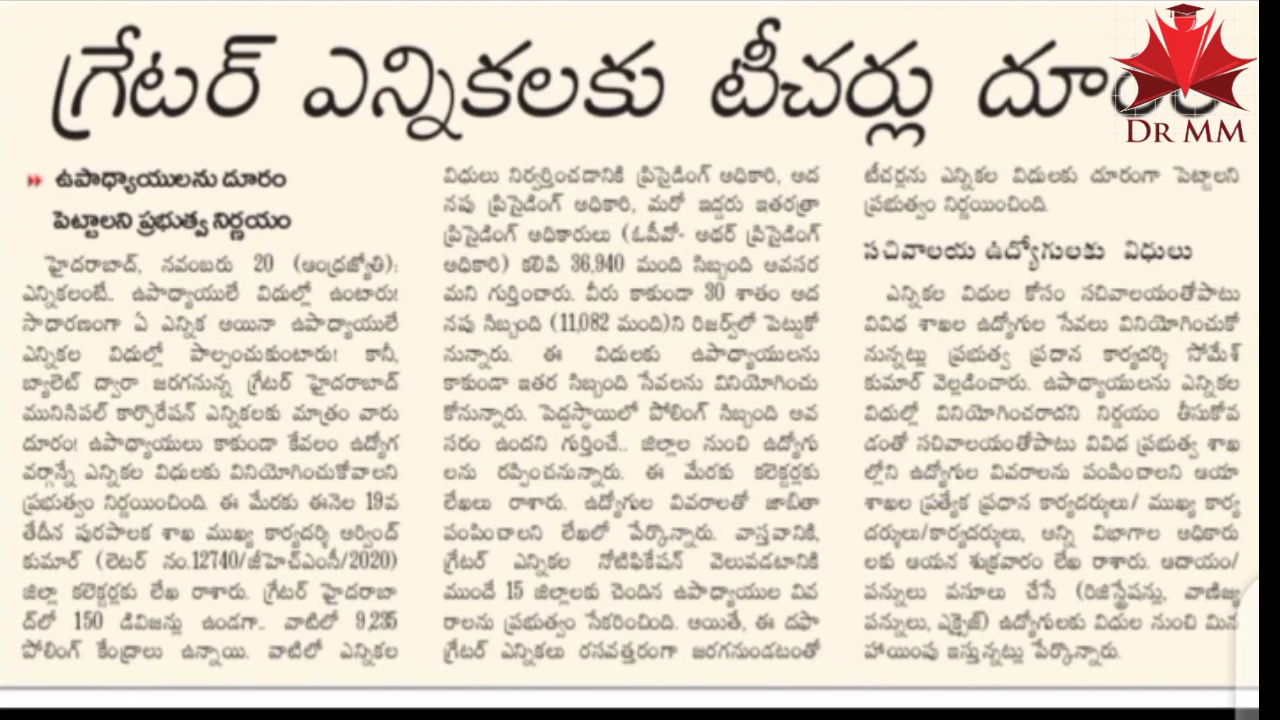 గ్రేటర్ ఎన్నికలకు టీచర్లు దూరం
DR MM
ఉపాధ్యాయులను దూరం
పెట్టాలని ప్రభుత్వ నిర్ణయం
హైదరాబాద్, నవంబరు 20 (ఆంధ్రజ్యోతి):
ఎన్నికలంటే.. ఉపాధ్యాయులే విధుల్లో ఉంటారు!
సాధారణంగా ఏ ఎన్నిక అయినా ఉపాధ్యాయులే
ఎన్నికల విధుల్లో పాల్పంచుకుంటారు! కానీ,
బ్యాలెట్ ద్వారా జరగనున్న గ్రేటర్ హైదరాబాద్
మునిసిపల్ కార్పొరేషన్ ఎన్నికలకు మాత్రం వారు
దూరం! ఉపాధ్యాయులు కాకుండా కేవలం ఉద్యోగ
వర్గాన్నే ఎన్నికల విధులకు వినియోగించుకోవాలని
ప్రభుత్వం నిర్ణయించింది. ఈ మేరకు ఈనెల 19వ
తేదీన పురపాలక శాఖ ముఖ్య కార్యదర్శి అర్వింద్
కుమార్ (లెటర్ నం.12740/జీహెచ్ఎంసీ/2020)
జిల్లా కలెక్టర్లకు లేఖ రాశారు. గ్రేటర్ హైదరాబా
ద్‌లో 150 డివిజన్లు ఉండగా.. వాటిలో 9,235
పోలింగ్ కేంద్రాలు ఉన్నాయి. వాటిలో ఎన్నికల
విధులు నిర్వర్తించడానికి ప్రిసైడింగ్ అధికారి, అద
నపు ప్రిసైడింగ్ అధికారి, మరో ఇద్దరు ఇతరత్రా
ప్రిసైడింగ్ అధికారులు (ఓపీవో- అథర్ ప్రిసైడింగ్
అధికారి) కలిపి 36,940 మంది సిబ్బంది అవసర
మని గుర్తించారు. వీరు కాకుండా 30 శాతం అద
నపు సిబ్బంది (11,082 మంది)ని రిజర్వ్‌లో పెట్టుకో
నున్నారు. ఈ విధులకు ఉపాధ్యాయులను
కాకుండా ఇతర సిబ్బంది సేవలను వినియోగించు
కోనున్నారు. పెద్దస్థాయిలో పోలింగ్ సిబ్బంది అవ
సరం ఉందని గుర్తించే.. జిల్లాల నుంచి ఉద్యోగు
లను రప్పించనున్నారు. ఈ మేరకు కలెక్టర్లకు
లేఖలు రాశారు. ఉద్యోగుల వివరాలతో జాబితా
పంపించాలని లేఖలో పేర్కొన్నారు. వాస్తవానికి,
గ్రేటర్ ఎన్నికల నోటిఫికేషన్ వెలువడటానికి
ముందే 15 జిల్లాలకు చెందిన ఉపాధ్యాయుల వివ
రాలను ప్రభుత్వం సేకరించింది. అయితే, ఈ దఫా
గ్రేటర్ ఎన్నికలు రసవత్తరంగా జరగనుండటంతో
టీచర్లను ఎన్నికల విధులకు దూరంగా పెట్టాలని
ప్రభుత్వం నిర్ణయించింది.
సచివాలయ ఉద్యోగులకు విధులు
ఎన్నికల విధుల కోసం సచివాలయంతోపాటు
వివిధ శాఖల ఉద్యోగుల సేవలు వినియోగించుకో
నున్నట్లు ప్రభుత్వ ప్రధాన కార్యదర్శి సోమేశ్
కుమార్ వెల్లడించారు. ఉపాధ్యాయులను ఎన్నికల
విధుల్లో వినియోగించరాదని నిర్ణయం తీసుకోవ
డంతో సచివాలయంతోపాటు వివిధ ప్రభుత్వ శాఖ
ల్లోని ఉద్యోగుల వివరాలను పంపించాలని ఆయా
శాఖల ప్రత్యేక ప్రధాన కార్యదర్శులు/ ముఖ్య కార్య
దర్శులు/కార్యదర్శులు, అన్ని విభాగాల అధికారు
లకు ఆయన శుక్రవారం లేఖ రాశారు. ఆదాయం/
పన్నులు వసూలు చేసే (రిజిస్ట్రేషన్లు, వాణిజ్య
పన్నులు, ఎక్సైజ్) ఉద్యోగులకు విధుల నుంచి మిన
హాయింపు ఇస్తున్నట్లు పేర్కొన్నారు.